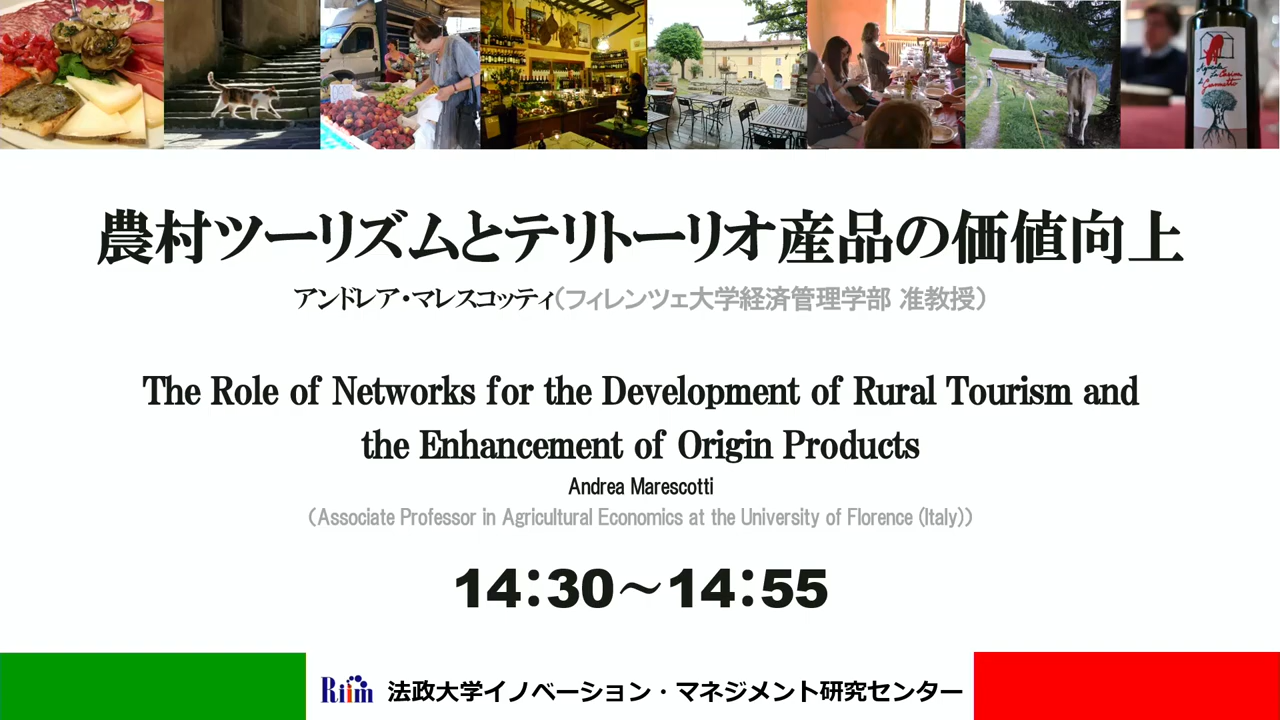 農村ツーリズムとテリトーリオ産品の価値向上
アンドレア・マレスコッティ(フィレンツェ大学経済管理学部 准教授)
The Role of Networks for the Development of Rural Tourism and
the Enhancement of Origin Products
Andrea Marescotti
(Associate Professor in Agricultural Economics at the University of Florence (Italy))
14:30～14:55
Riim 法政大学イノベーション・マネジメント研究センター